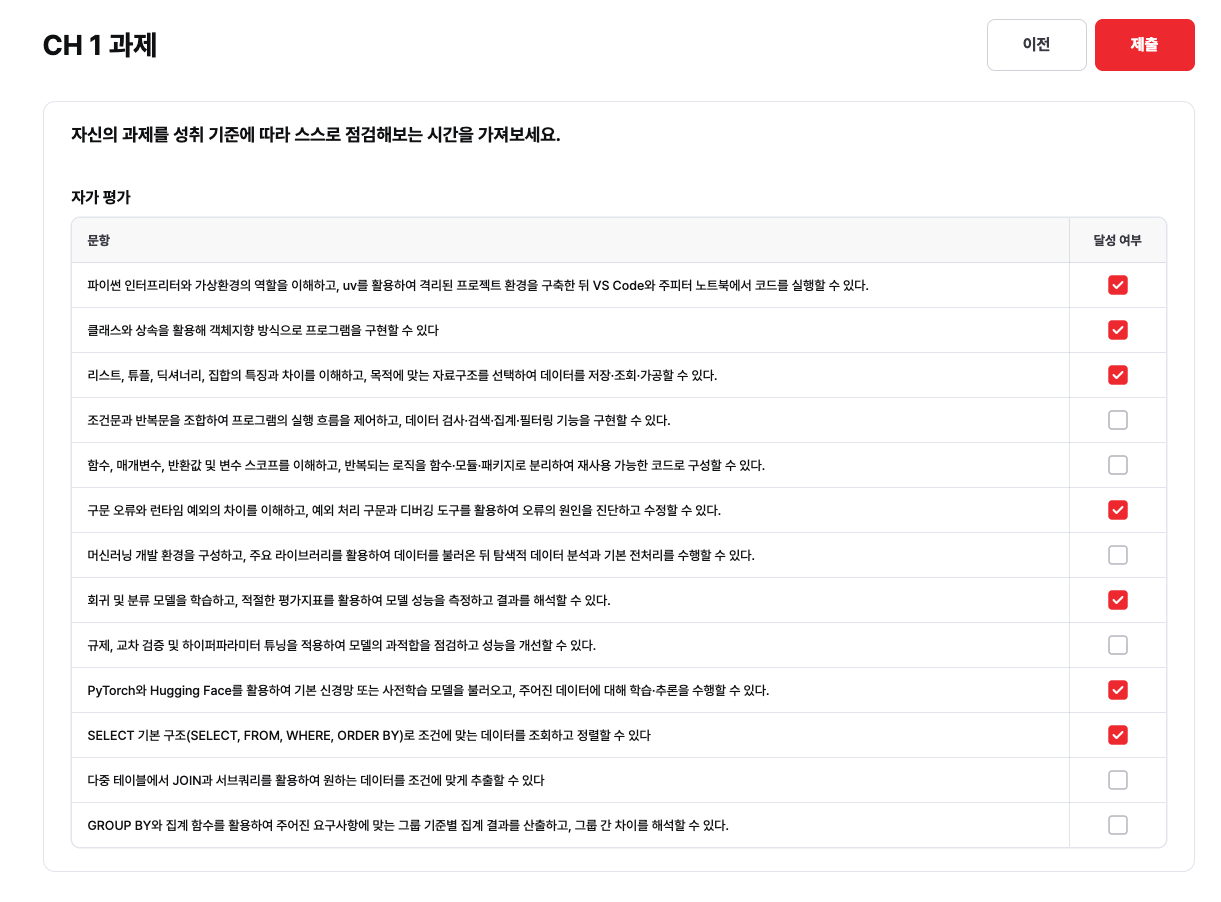 CH 1 과제
이전
제출
자신의 과제를 성취 기준에 따라 스스로 점검해보는 시간을 가져보세요.
자가 평가
문항
달성 여부
파이썬 인터프리터와 가상환경의 역할을 이해하고, uv를 활용하여 격리된 프로젝트 환경을 구축한 뒤 VS Code와 주피터 노트북에서 코드를 실행할 수 있다.
클래스와 상속을 활용해 객체지향 방식으로 프로그램을 구현할 수 있다
리스트, 튜플, 딕셔너리, 집합의 특징과 차이를 이해하고, 목적에 맞는 자료구조를 선택하여 데이터를 저장·조회·가공할 수 있다.
조건문과 반복문을 조합하여 프로그램의 실행 흐름을 제어하고, 데이터 검사·검색·집계·필터링 기능을 구현할 수 있다.
함수, 매개변수, 반환값 및 변수 스코프를 이해하고, 반복되는 로직을 함수·모듈·패키지로 분리하여 재사용 가능한 코드로 구성할 수 있다.
구문 오류와 런타임 예외의 차이를 이해하고, 예외 처리 구문과 디버깅 도구를 활용하여 오류의 원인을 진단하고 수정할 수 있다.
머신러닝 개발 환경을 구성하고, 주요 라이브러리를 활용하여 데이터를 불러온 뒤 탐색적 데이터 분석과 기본 전처리를 수행할 수 있다.
회귀 및 분류 모델을 학습하고, 적절한 평가지표를 활용하여 모델 성능을 측정하고 결과를 해석할 수 있다.
규제, 교차 검증 및 하이퍼파라미터 튜닝을 적용하여 모델의 과적합을 점검하고 성능을 개선할 수 있다.
PyTorch와 Hugging Face를 활용하여 기본 신경망 또는 사전학습 모델을 불러오고, 주어진 데이터에 대해 학습·추론을 수행할 수 있다.
SELECT 기본 구조(SELECT, FROM, WHERE, ORDER BY)로 조건에 맞는 데이터를 조회하고 정렬할 수 있다
다중 테이블에서 JOIN과 서브쿼리를 활용하여 원하는 데이터를 조건에 맞게 추출할 수 있다
GROUP BY와 집계 함수를 활용하여 주어진 요구사항에 맞는 그룹 기준별 집계 결과를 산출하고, 그룹 간 차이를 해석할 수 있다.